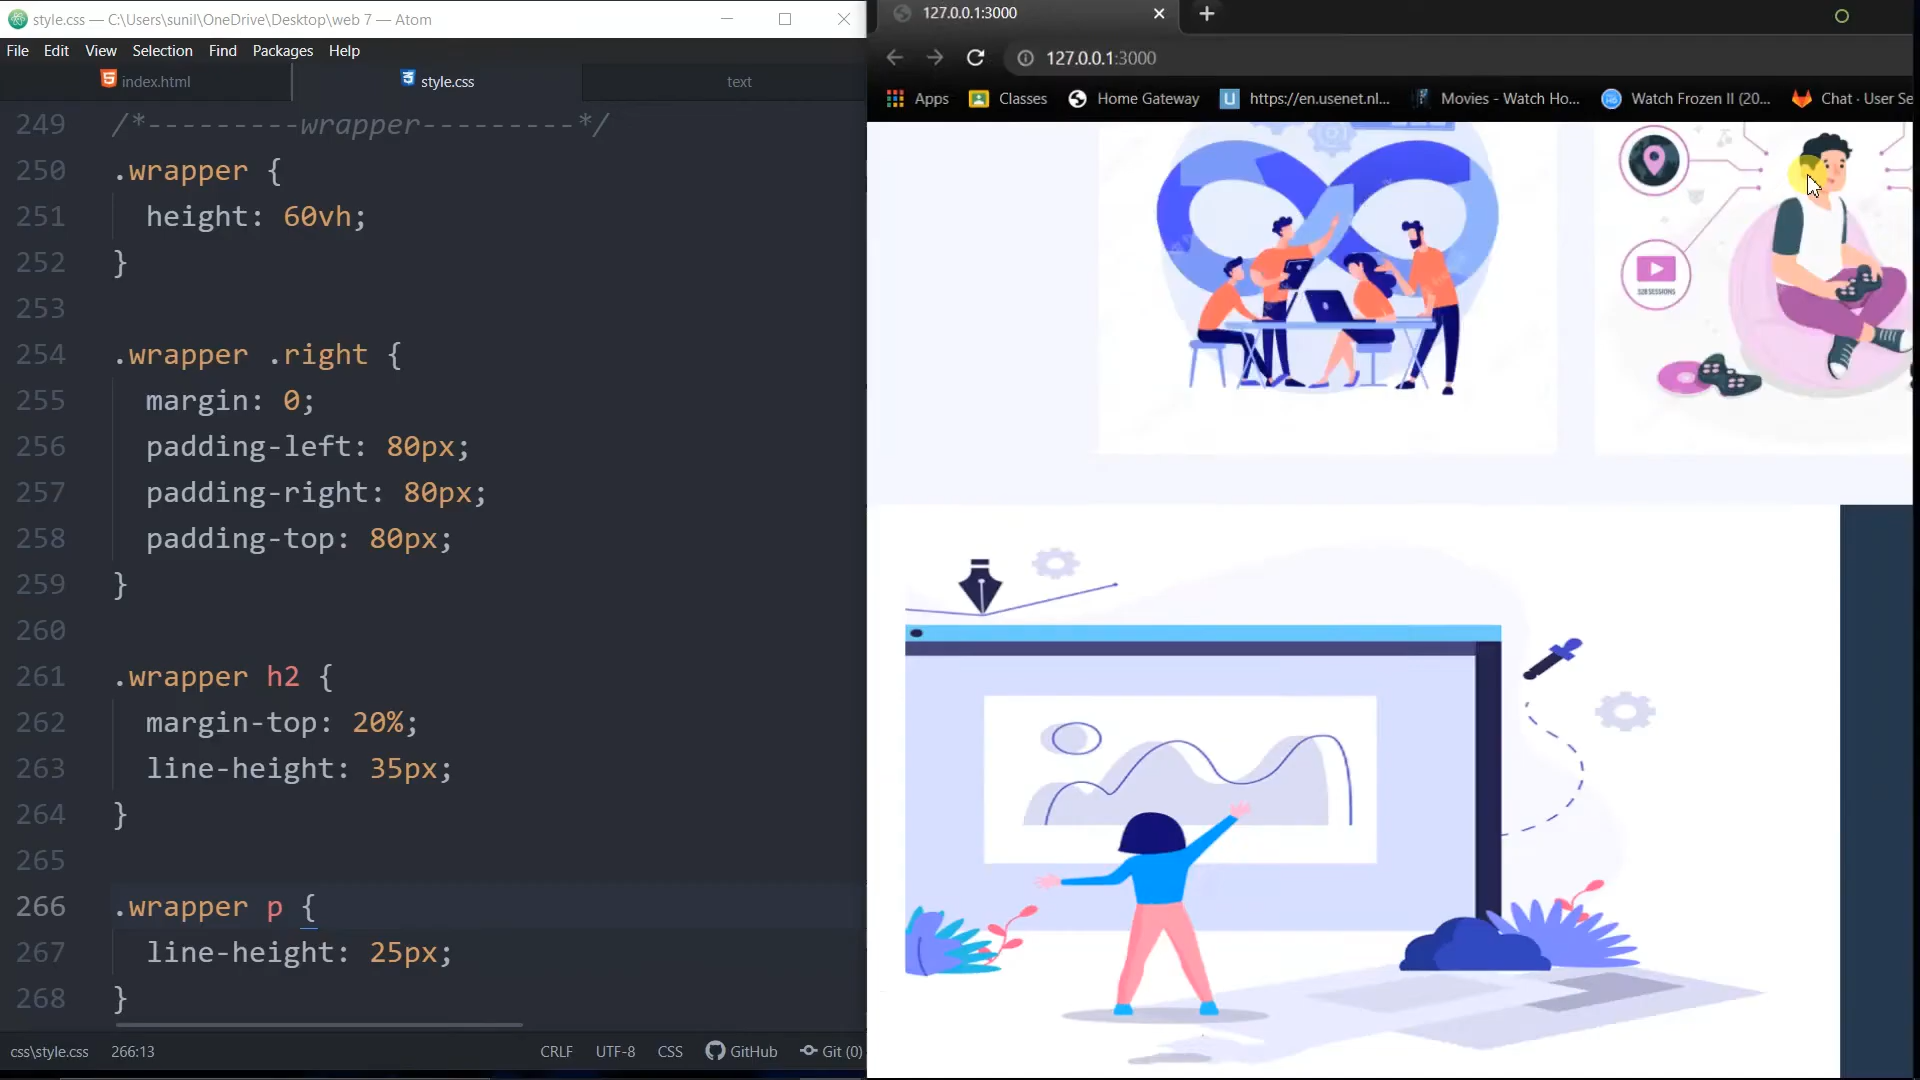 style.css — C:\Users\sunil\OneDrive\Desktop\web 7 — Atom
File Edit View Selection Find Packages Help
index.html style.css text
249 /*---------wrapper---------*/
250 .wrapper {
251 height: 60vh;
252 }
253
254 .wrapper .right {
255 margin: 0;
256 padding-left: 80px;
257 padding-right: 80px;
258 padding-top: 80px;
259 }
260
261 .wrapper h2 {
262 margin-top: 20%;
263 line-height: 35px;
264 }
265
266 .wrapper p {
267 line-height: 25px;
268 }
css\style.css 266:13 CRLF UTF-8 CSS GitHub Git (0)
127.0.0.1:3000
127.0.0.1:3000
Apps Classes Home Gateway https://en.usenet.nl... Movies - Watch Ho... Watch Frozen II (20... Chat · User Se
328 SESSIONS